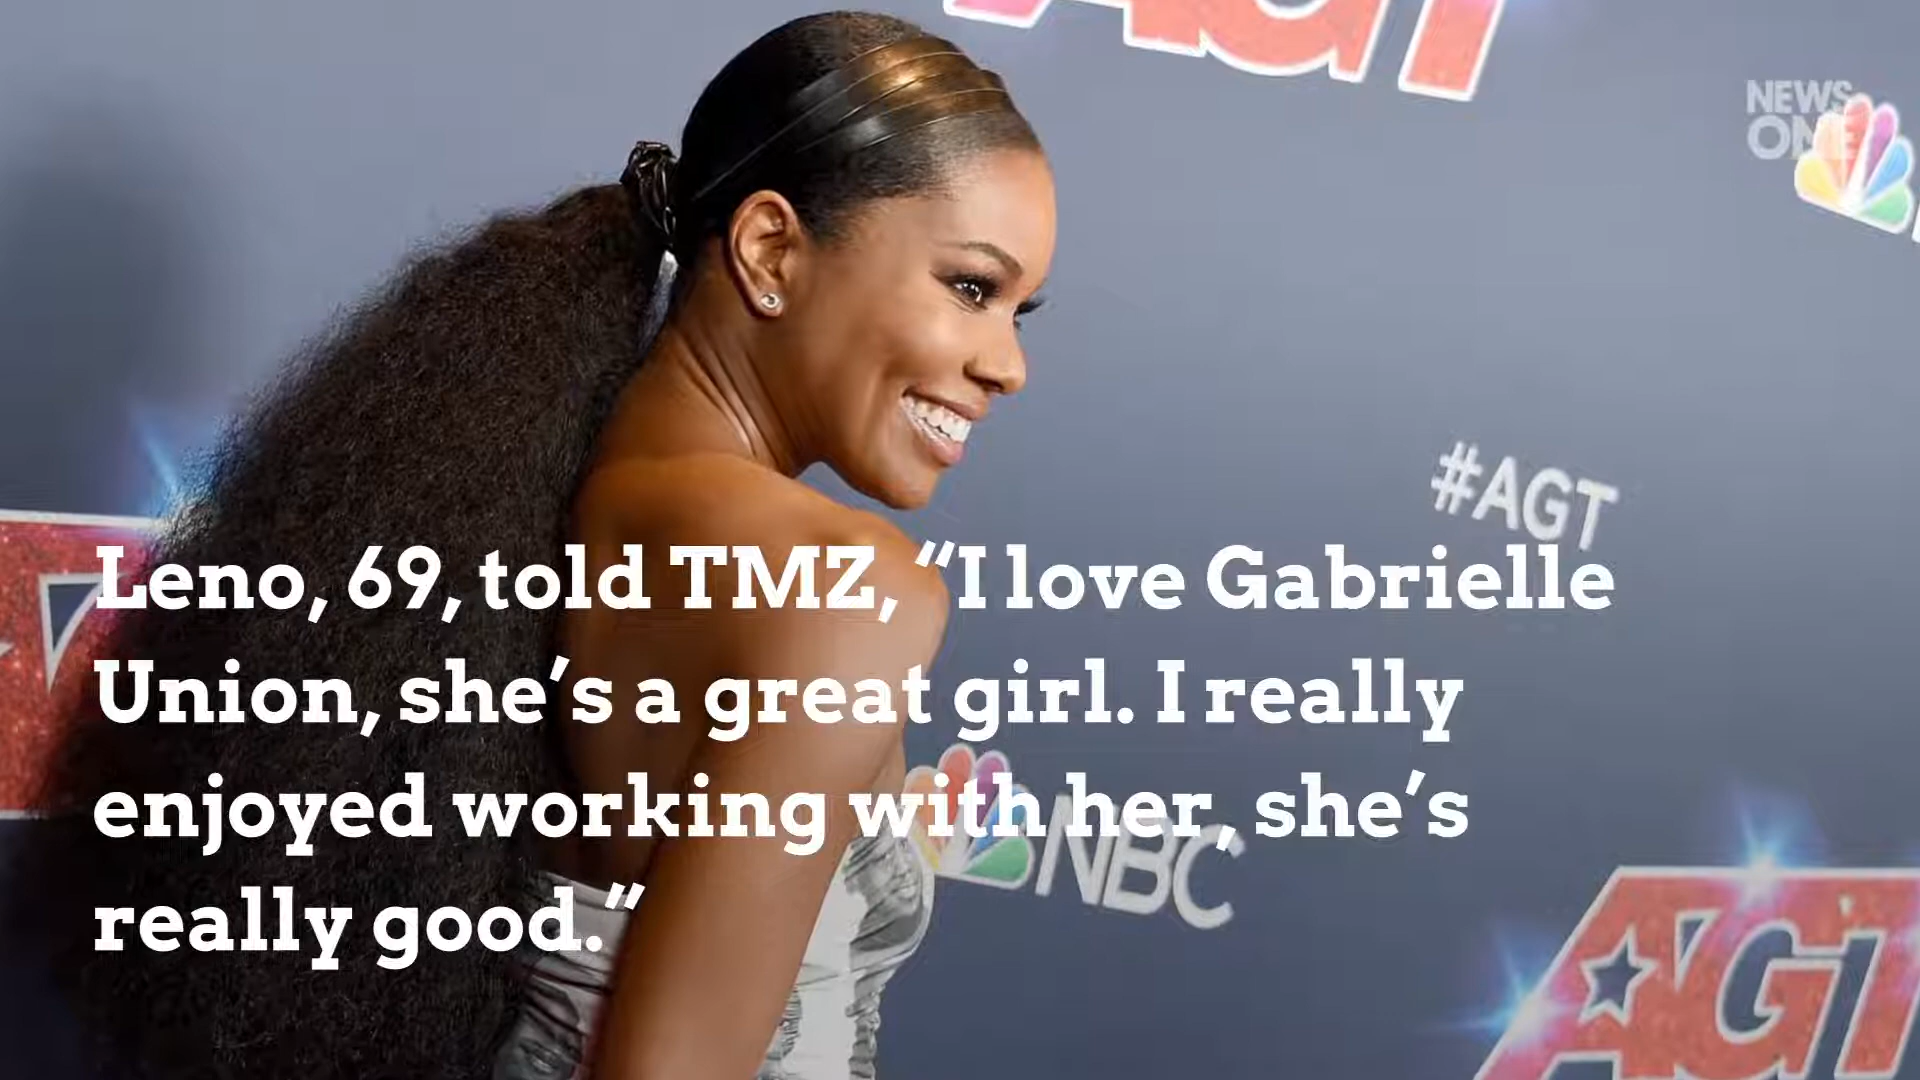 AGT
NEWS
ONE
#AGT
Leno, 69, told TMZ, “I love Gabrielle
Union, she’s a great girl. I really
enjoyed working with her, she’s
really good.”
NBC
AGT